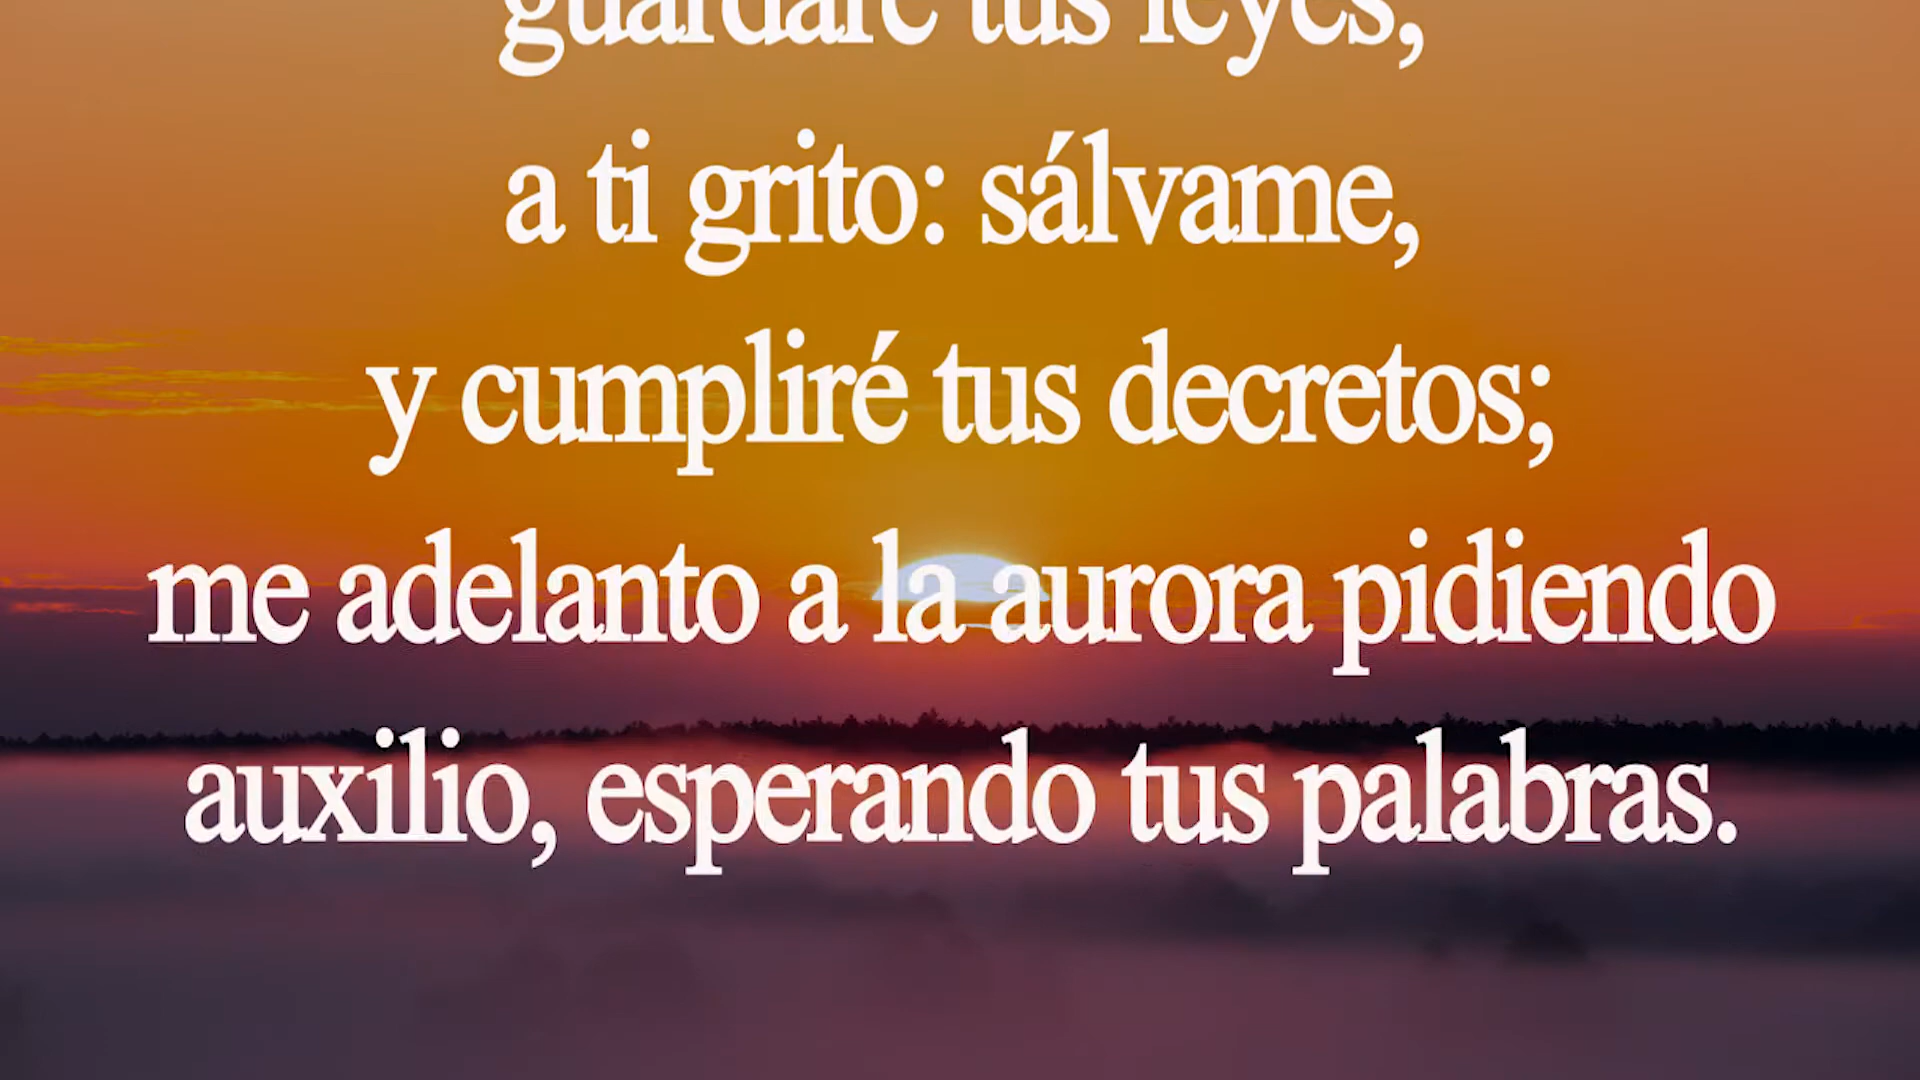 guardaré tus leyes,
a ti grito: sálvame,
y cumpliré tus decretos;
me adelanto a la aurora pidiendo
auxilio, esperando tus palabras.